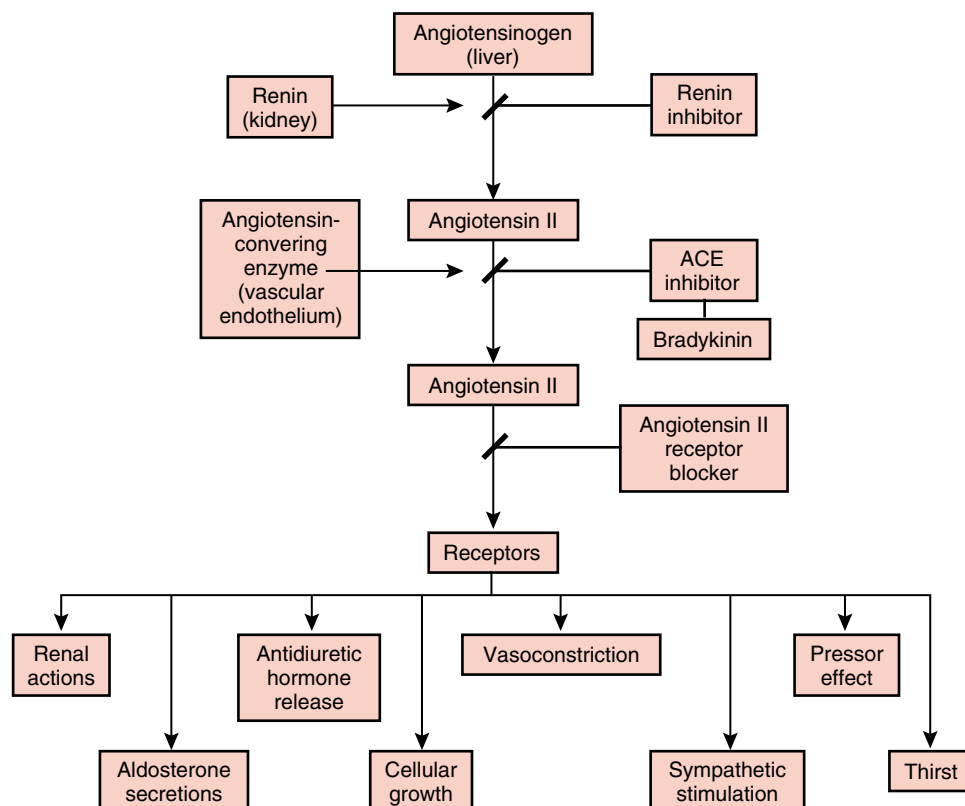 Angiotensinogen
(liver)
Renin
(kidney)
Renin
inhibitor
Angiotensin II
Angiotensin-
convering
enzyme
(vascular
endothelium)
ACE
inhibitor
Bradykinin
Angiotensin II
Angiotensin II
receptor
blocker
Receptors
Renal
actions
Antidiuretic
hormone
release
Vasoconstriction
Pressor
effect
Aldosterone
secretions
Cellular
growth
Sympathetic
stimulation
Thirst